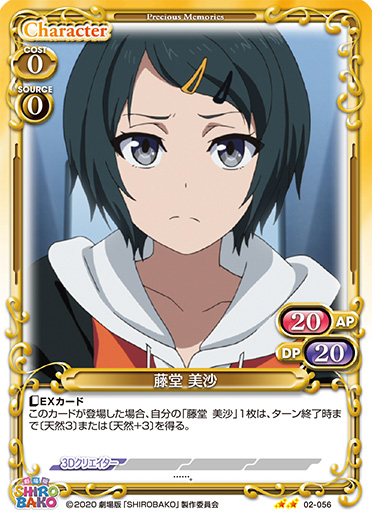 Precious Memories
Character
COST
0
SOURCE
0
20 AP
DP 20
藤堂 美沙
EXカード
このカードが登場した場合、自分の「藤堂 美沙」1枚は、ターン終了時ま
で〔天然3〕または〔天然+3〕を得る。
3Dクリエイター
……。
劇場版
SHIRO
BAKO
©2020 劇場版「SHIROBAKO」製作委員会
02-056